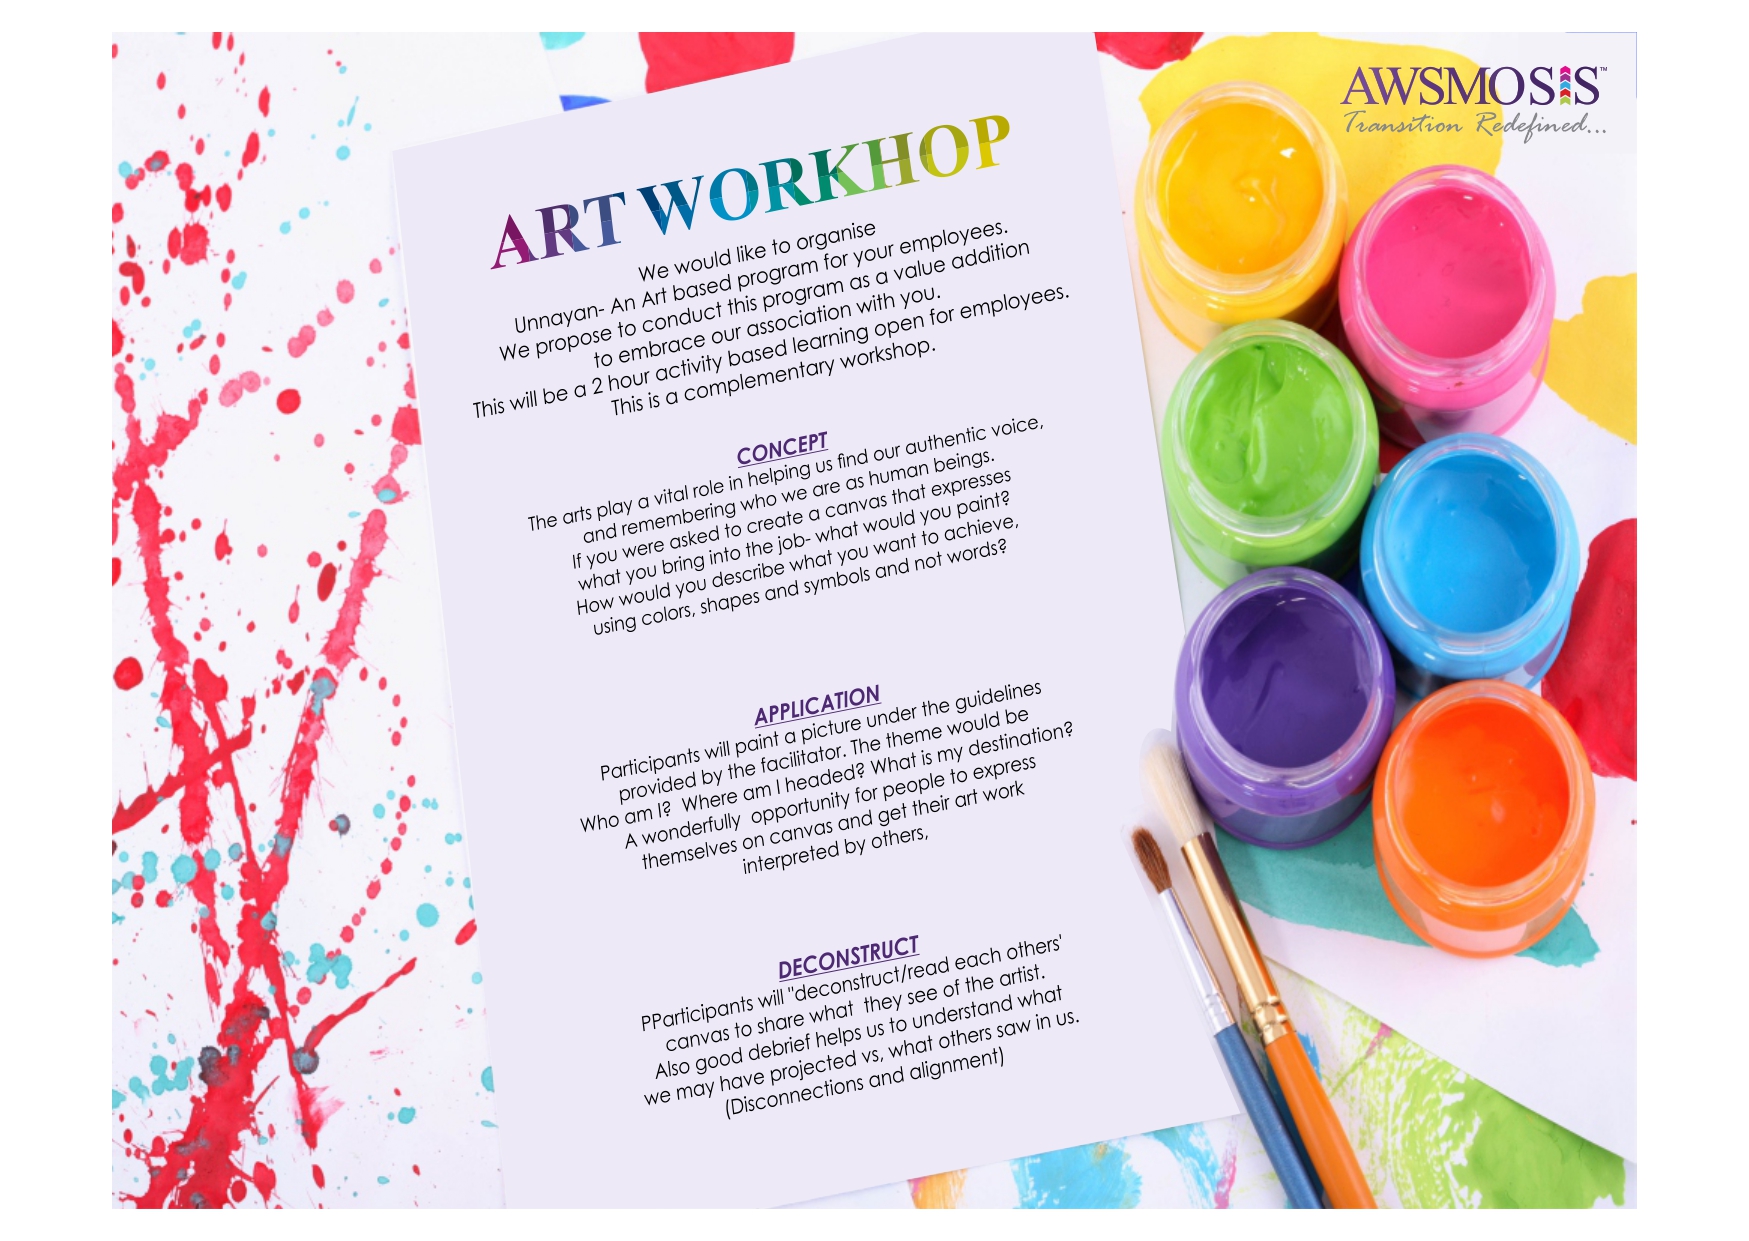 AWSMOSIS™
Transition Redefined...
ART WORKHOP
We would like to organise
Unnayan- An Art based program for your employees.
We propose to conduct this program as a value addition
to embrace our association with you.
This will be a 2 hour activity based learning open for employees.
This is a complementary workshop.
CONCEPT
The arts play a vital role in helping us find our authentic voice,
and remembering who we are as human beings.
If you were asked to create a canvas that expresses
what you bring into the job- what would you paint?
How would you describe what you want to achieve,
using colors, shapes and symbols and not words?
APPLICATION
Participants will paint a picture under the guidelines
provided by the facilitator. The theme would be
Who am I?  Where am I headed? What is my destination?
A wonderfully  opportunity for people to express
themselves on canvas and get their art work
interpreted by others,
DECONSTRUCT
PParticipants will "deconstruct/read each others'
canvas to share what  they see of the artist.
Also good debrief helps us to understand what
we may have projected vs, what others saw in us.
(Disconnections and alignment)